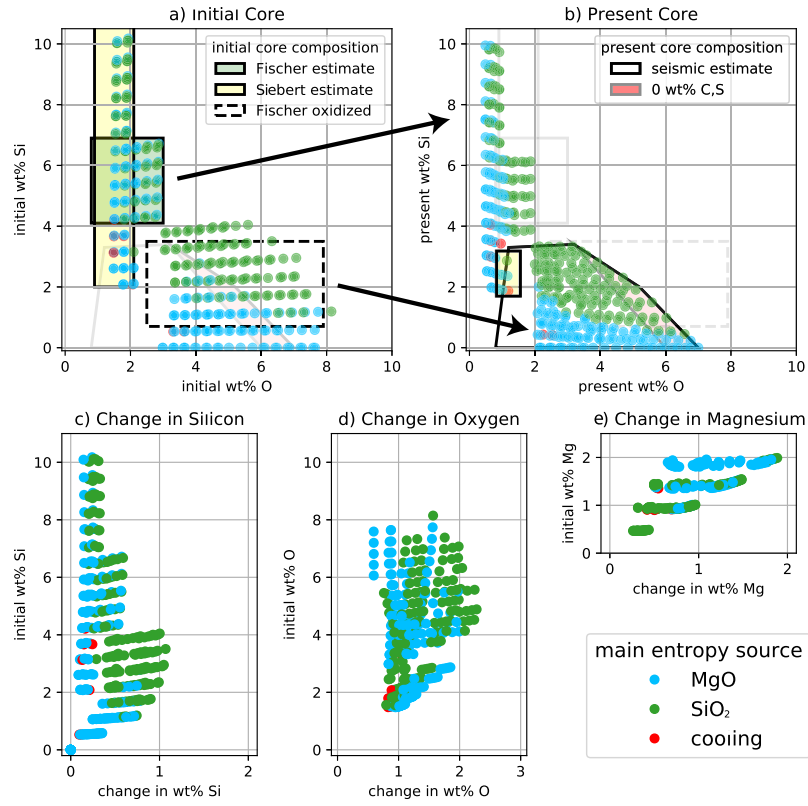 a) Initial Core
b) Present Core
initial core composition
Fischer estimate
Siebert estimate
Fischer oxidized
present core composition
seismic estimate
0 wt% C,S
initial wt% Si
present wt% Si
10
8
6
4
2
0
10
8
6
4
2
0
0 2 4 6 8 10
0 2 4 6 8 10
initial wt% O
present wt% O
c) Change in Silicon
d) Change in Oxygen
e) Change in Magnesium
initial wt% Si
initial wt% O
initial wt% Mg
10
8
6
4
2
0
10
8
6
4
2
0
2
1
0
0 1 2
0 1 2 3
0 1 2
change in wt% Si
change in wt% O
change in wt% Mg
main entropy source
MgO
SiO₂
cooling